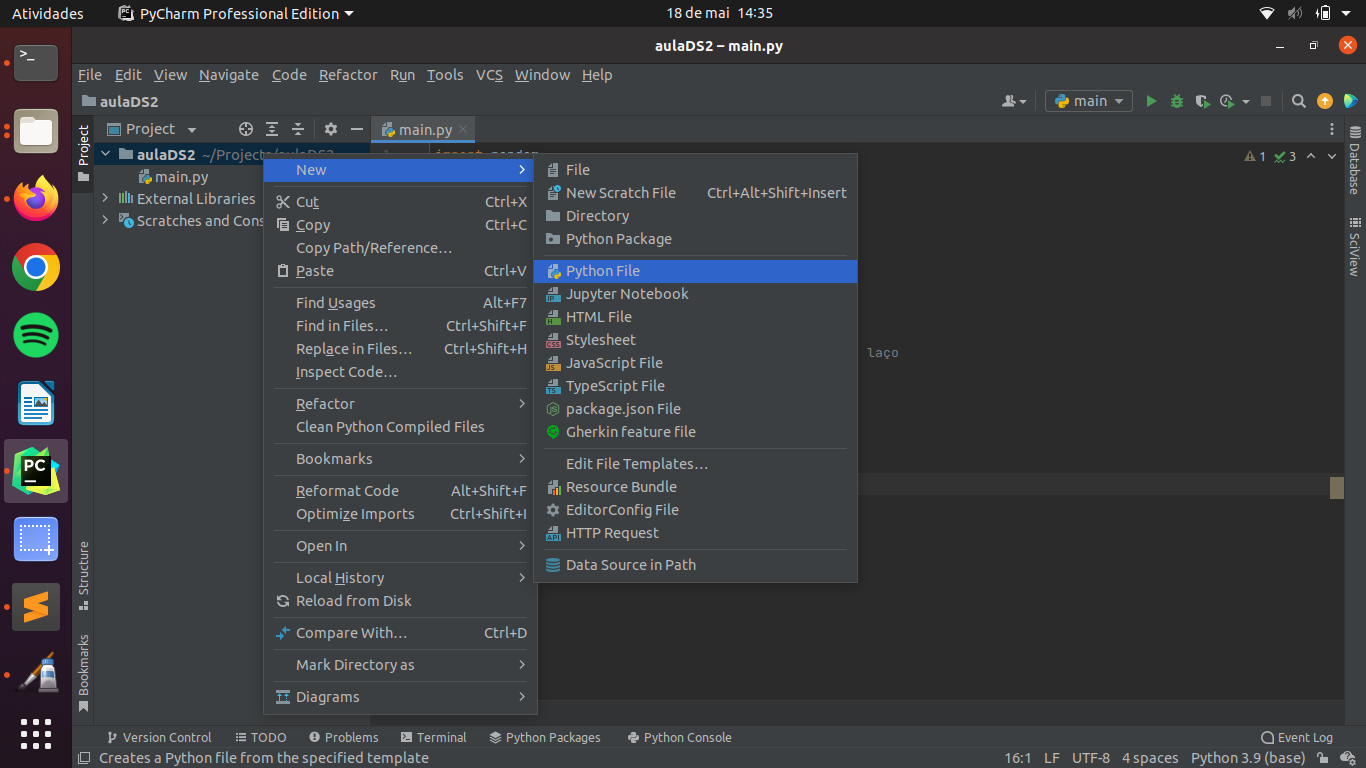 Atividades
PyCharm Professional Edition
18 de mai 14:35
aulaDS2 – main.py
File Edit View Navigate Code Refactor Run Tools VCS Window Help
aulaDS2
main
Project
main.py
aulaDS2 ~/Projects/aulaDS2
main.py
External Libraries
Scratches and Cons
Project
Structure
Bookmarks
1
import random
1 3
laço
Database
SciView
New
Cut Ctrl+X
Copy Ctrl+C
Copy Path/Reference…
Paste Ctrl+V
Find Usages Alt+F7
Find in Files… Ctrl+Shift+F
Replace in Files… Ctrl+Shift+H
Inspect Code…
Refactor
Clean Python Compiled Files
Bookmarks
Reformat Code Alt+Shift+F
Optimize Imports Ctrl+Shift+I
Open In
Local History
Reload from Disk
Compare With… Ctrl+D
Mark Directory as
Diagrams
File
New Scratch File Ctrl+Alt+Shift+Insert
Directory
Python Package
Python File
Jupyter Notebook
HTML File
Stylesheet
JavaScript File
TypeScript File
package.json File
Gherkin feature file
Edit File Templates…
Resource Bundle
EditorConfig File
HTTP Request
Data Source in Path
Version Control TODO Problems Terminal Python Packages Python Console Event Log
Creates a Python file from the specified template 16:1 LF UTF-8 4 spaces Python 3.9 (base)